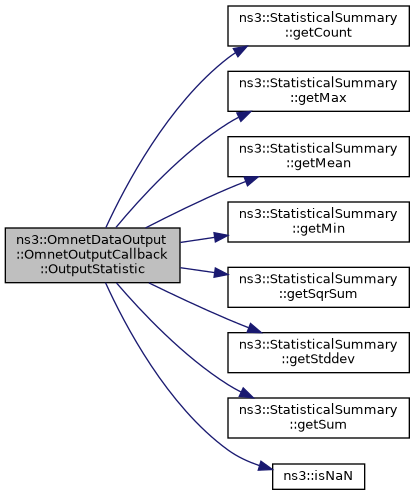 ns3::StatisticalSummary
::getCount
ns3::StatisticalSummary
::getMax
ns3::StatisticalSummary
::getMean
ns3::OmnetDataOutput
::OmnetOutputCallback
::OutputStatistic
ns3::StatisticalSummary
::getMin
ns3::StatisticalSummary
::getSqrSum
ns3::StatisticalSummary
::getStddev
ns3::StatisticalSummary
::getSum
ns3::isNaN